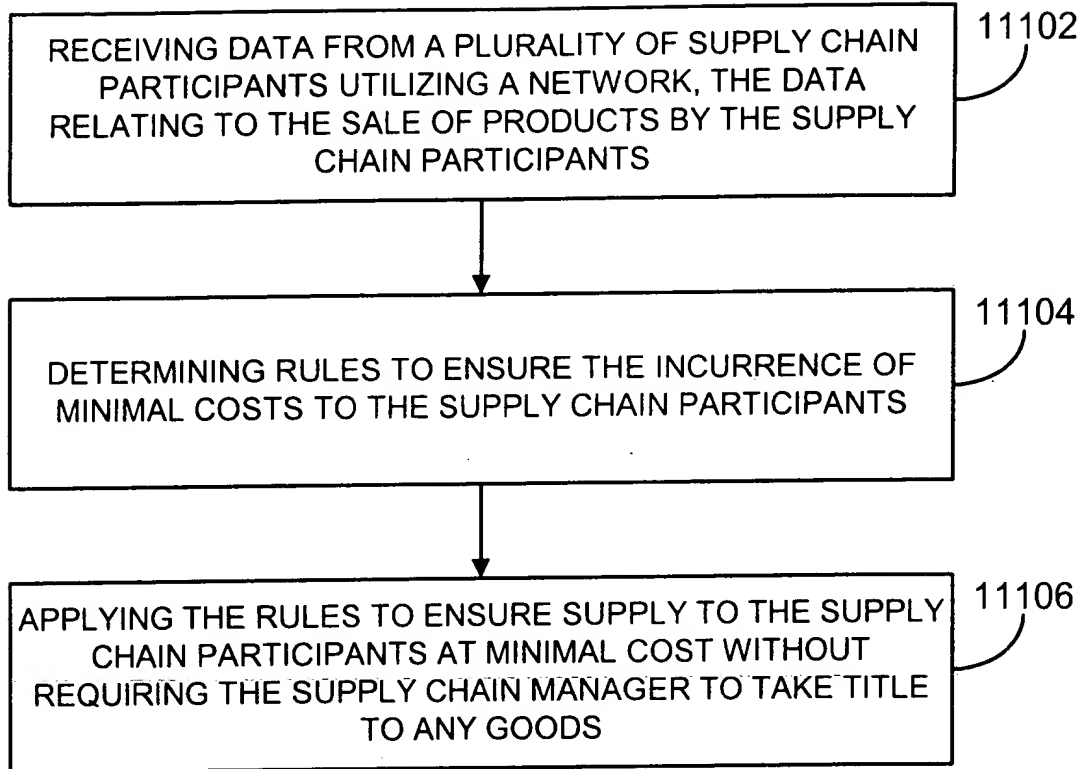 RECEIVING DATA FROM A PLURALITY OF SUPPLY CHAIN
PARTICIPANTS UTILIZING A NETWORK, THE DATA
RELATING TO THE SALE OF PRODUCTS BY THE SUPPLY
CHAIN PARTICIPANTS
11102
DETERMINING RULES TO ENSURE THE INCURRENCE OF
MINIMAL COSTS TO THE SUPPLY CHAIN PARTICIPANTS
11104
APPLYING THE RULES TO ENSURE SUPPLY TO THE SUPPLY
CHAIN PARTICIPANTS AT MINIMAL COST WITHOUT
REQUIRING THE SUPPLY CHAIN MANAGER TO TAKE TITLE
TO ANY GOODS
11106